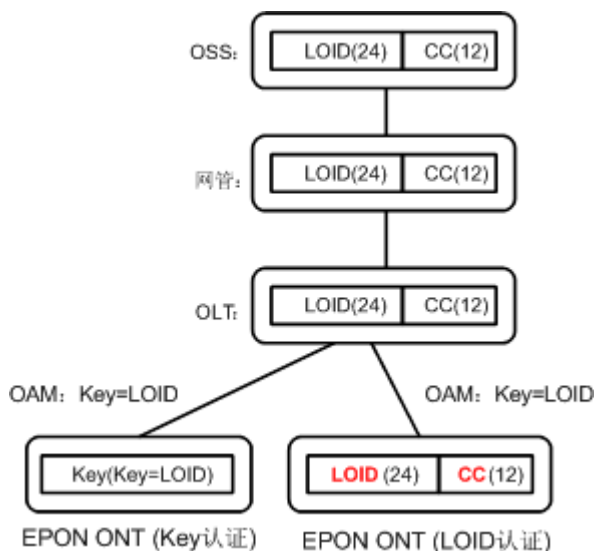 OSS: LOID(24) CC(12)
网管: LOID(24) CC(12)
OLT: LOID(24) CC(12)
OAM：Key=LOID OAM：Key=LOID
Key(Key=LOID) LOID (24) CC(12)
EPON ONT (Key认证) EPON ONT (LOID认证)